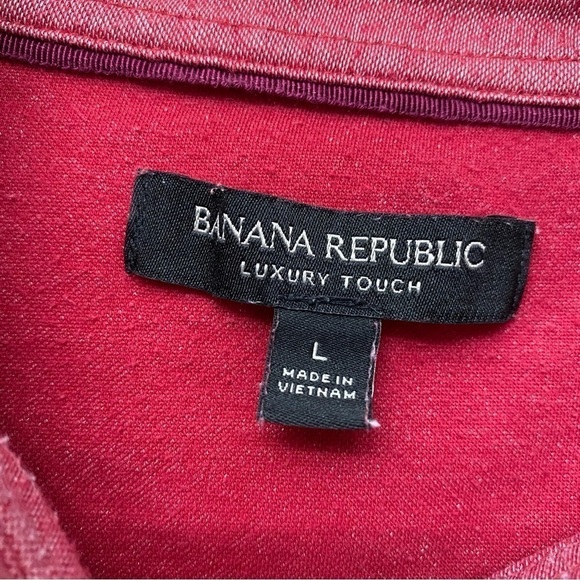 BANANA REPUBLIC
LUXURY TOUCH
L
MADE IN
VIETNAM